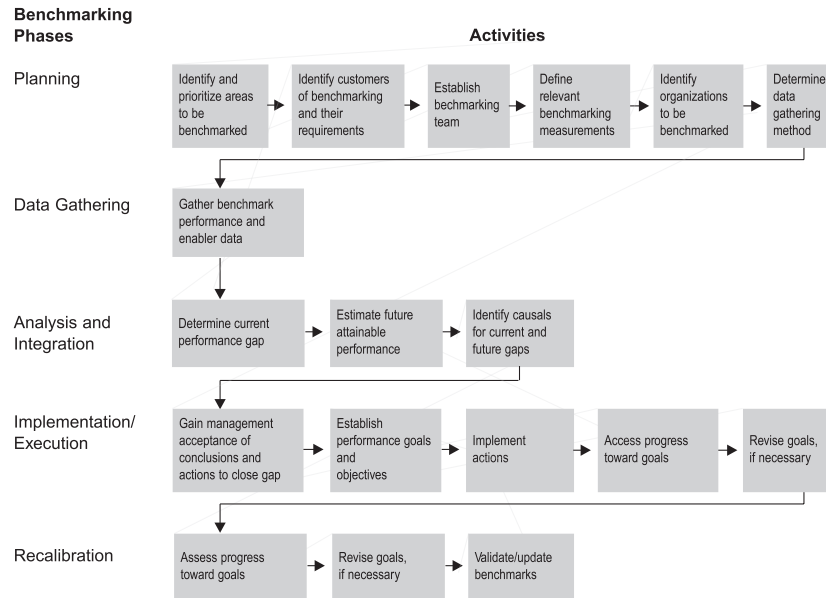 Benchmarking
Phases
Activities
Planning
Identify and
prioritize areas
to be
benchmarked
Identify customers
of benchmarking
and their
requirements
Establish
bechmarking
team
Define
relevant
benchmarking
measurements
Identify
organizations
to be
benchmarked
Determine
data
gathering
method
Data Gathering
Gather benchmark
performance and
enabler data
Analysis and
Integration
Determine current
performance gap
Estimate future
attainable
performance
Identify causals
for current and
future gaps
Implementation/
Execution
Gain management
acceptance of
conclusions and
actions to close gap
Establish
performance goals
and
objectives
Implement
actions
Access progress
toward goals
Revise goals,
if necessary
Recalibration
Assess progress
toward goals
Revise goals,
if necessary
Validate/update
benchmarks